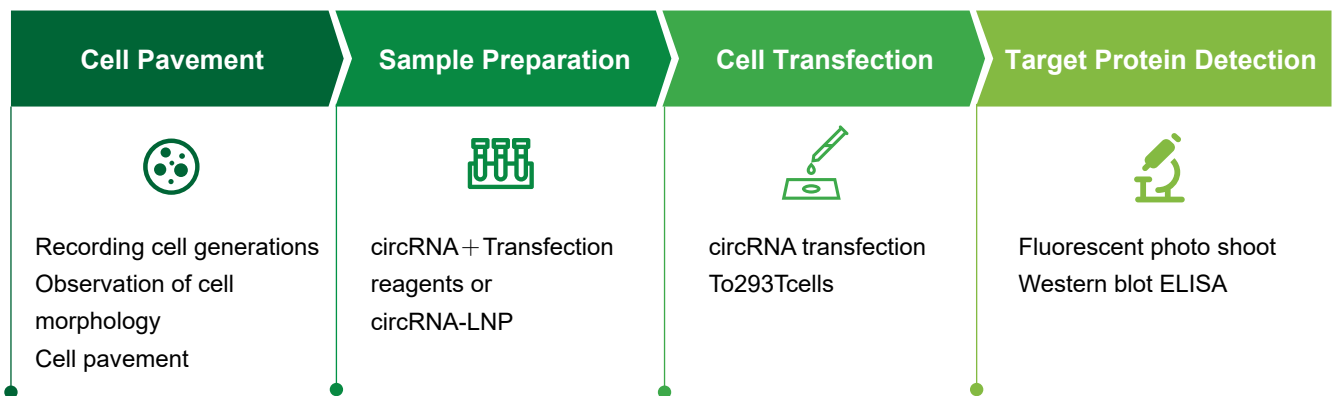 Cell Pavement
Sample Preparation
Cell Transfection
Target Protein Detection
Recording cell generations
Observation of cell
morphology
Cell pavement
circRNA+Transfection
reagents or
circRNA-LNP
circRNA transfection
To293Tcells
Fluorescent photo shoot
Western blot ELISA